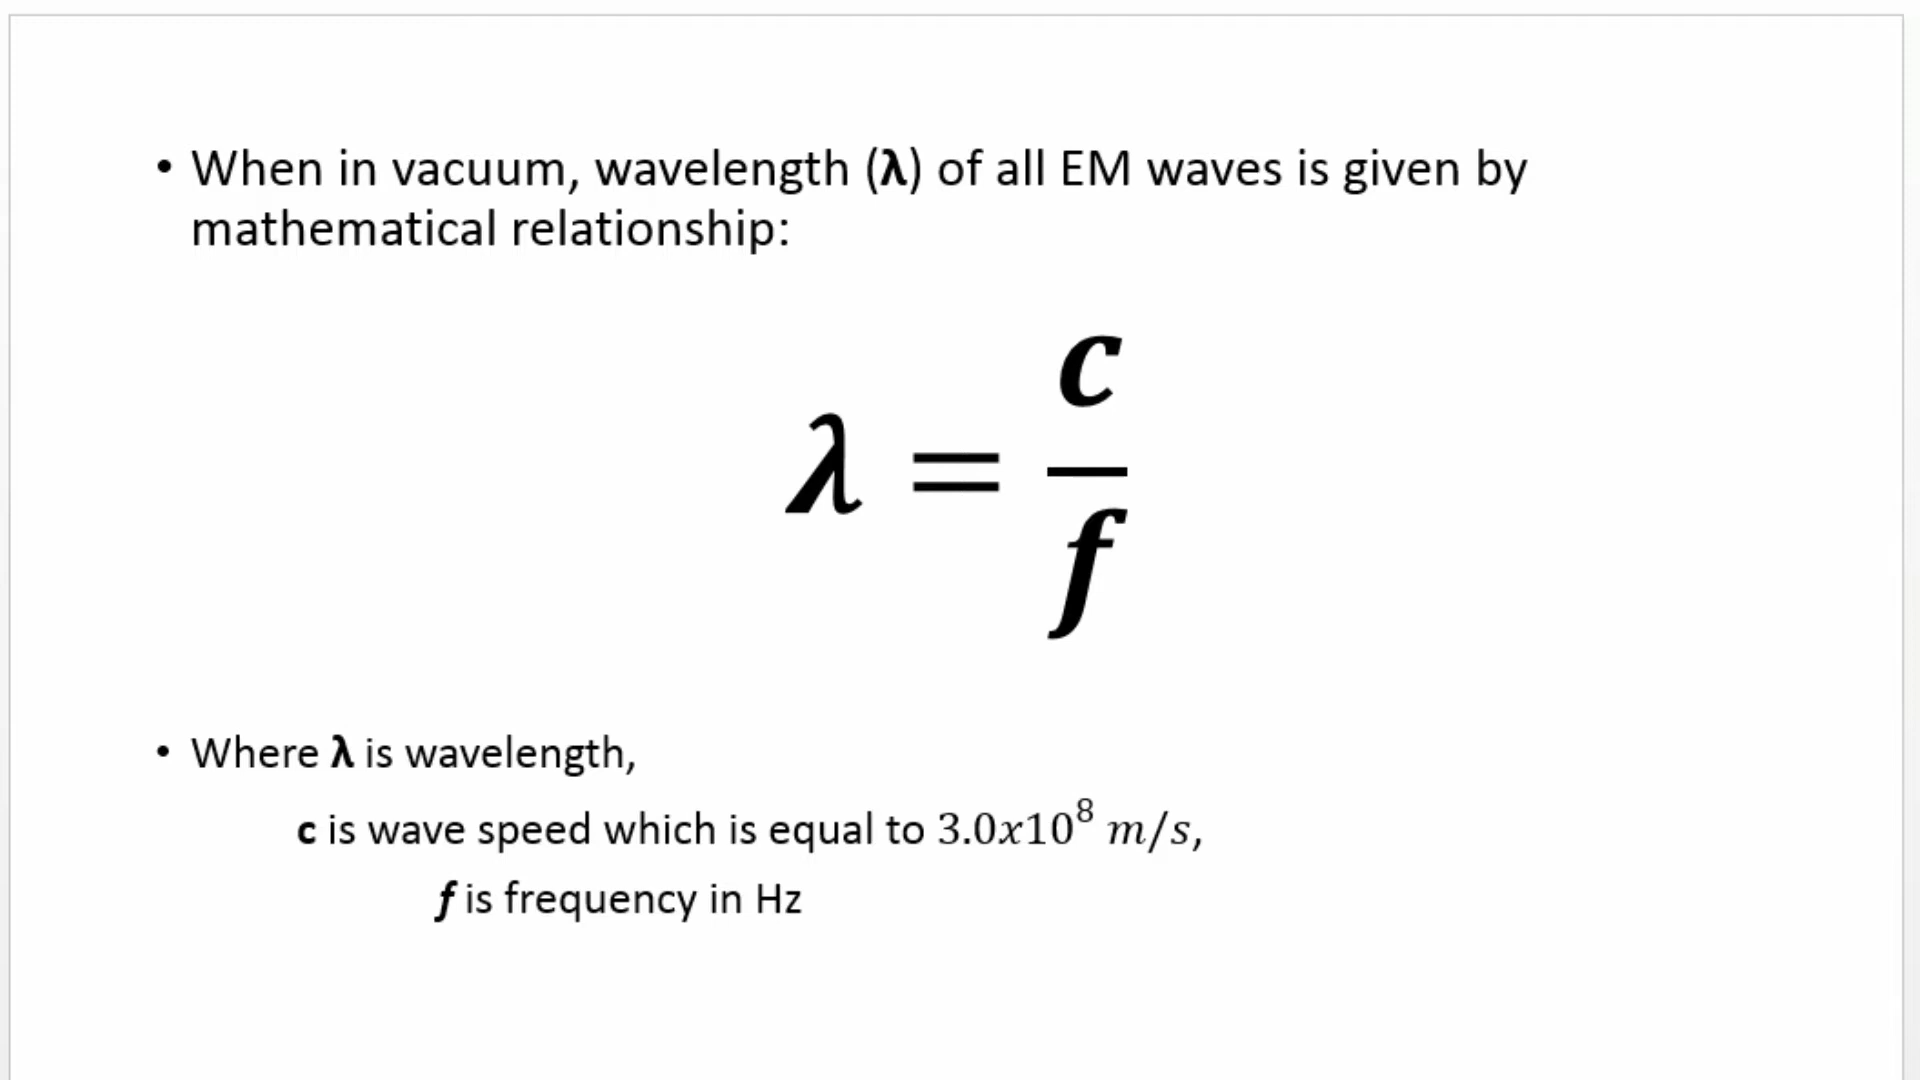 • When in vacuum, wavelength (λ) of all EM waves is given by
mathematical relationship:
λ = c/f
• Where λ is wavelength,
c is wave speed which is equal to 3.0x10⁸ m/s,
f is frequency in Hz